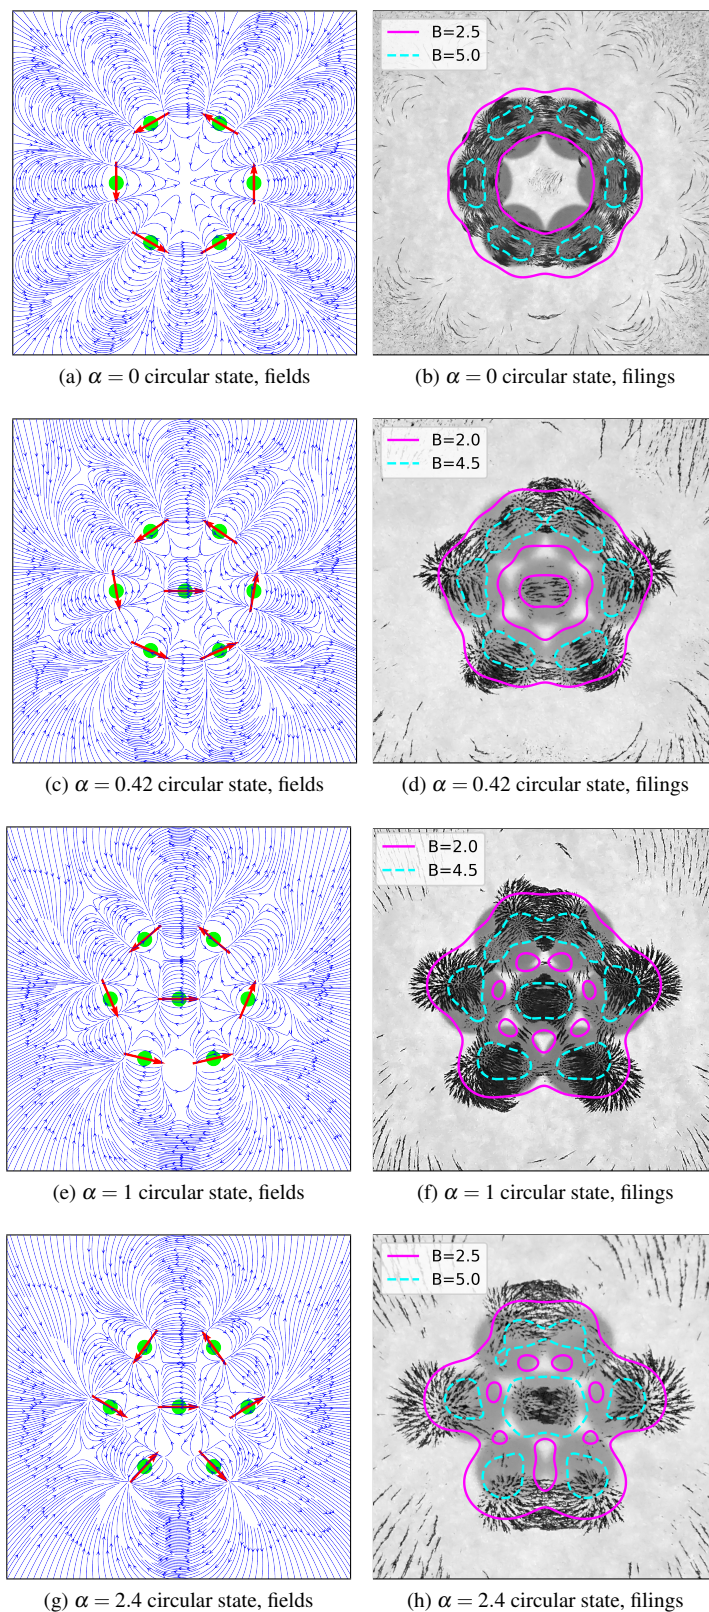 B=2.5
B=5.0
(a) α = 0 circular state, fields
(b) α = 0 circular state, filings
B=2.0
B=4.5
(c) α = 0.42 circular state, fields
(d) α = 0.42 circular state, filings
B=2.0
B=4.5
(e) α = 1 circular state, fields
(f) α = 1 circular state, filings
B=2.5
B=5.0
(g) α = 2.4 circular state, fields
(h) α = 2.4 circular state, filings